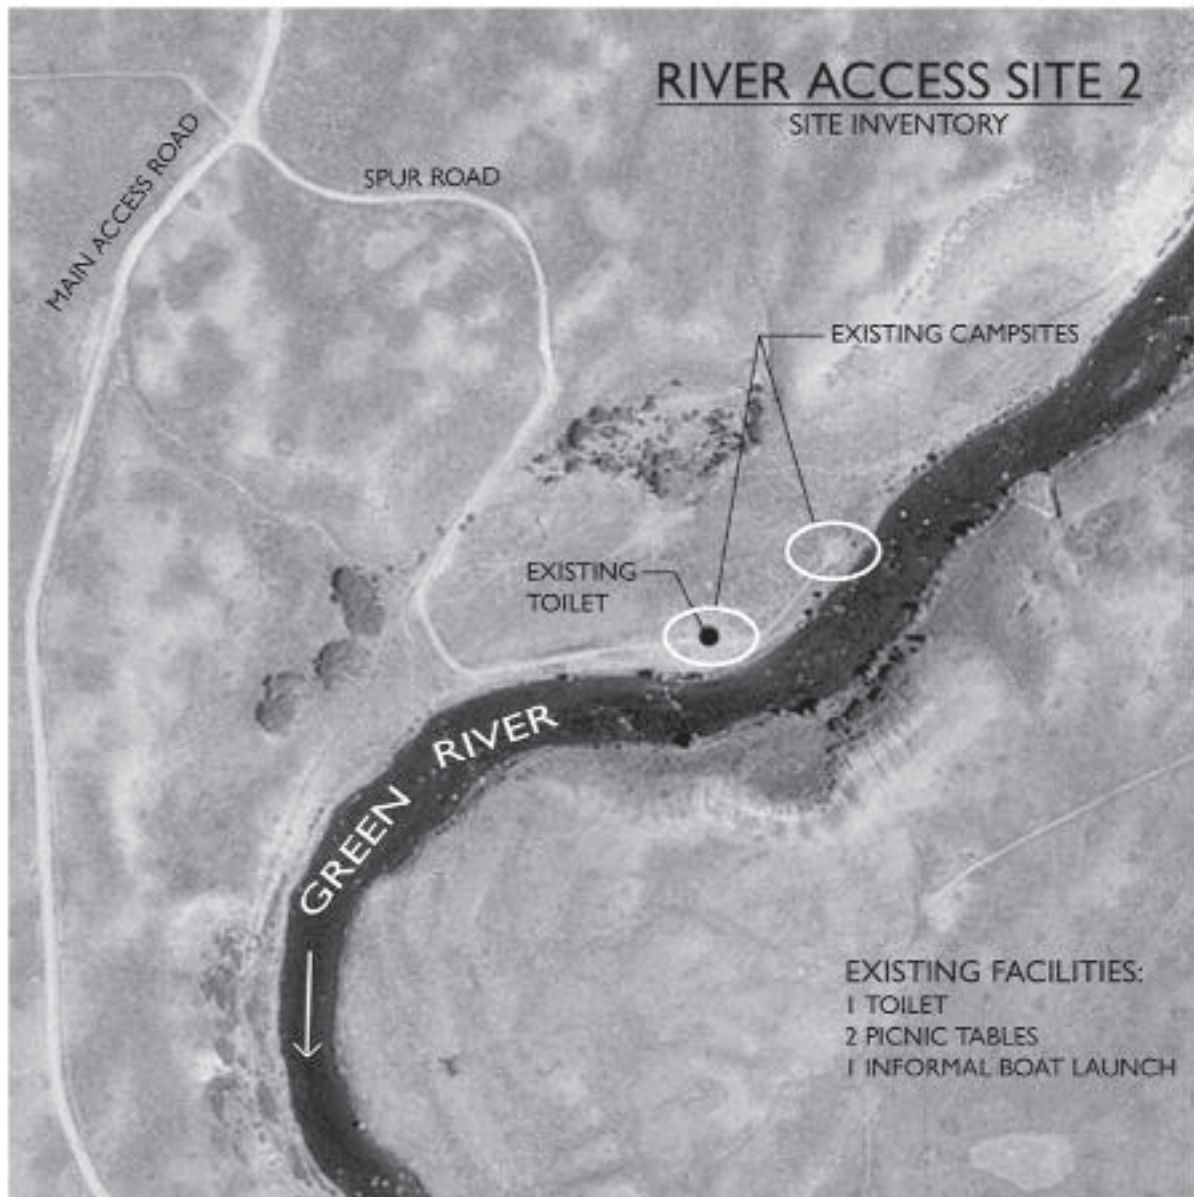 RIVER ACCESS SITE 2
SITE INVENTORY
MAIN ACCESS ROAD
SPUR ROAD
EXISTING CAMPSITES
EXISTING
TOILET
GREEN RIVER
EXISTING FACILITIES:
1 TOILET
2 PICNIC TABLES
1 INFORMAL BOAT LAUNCH